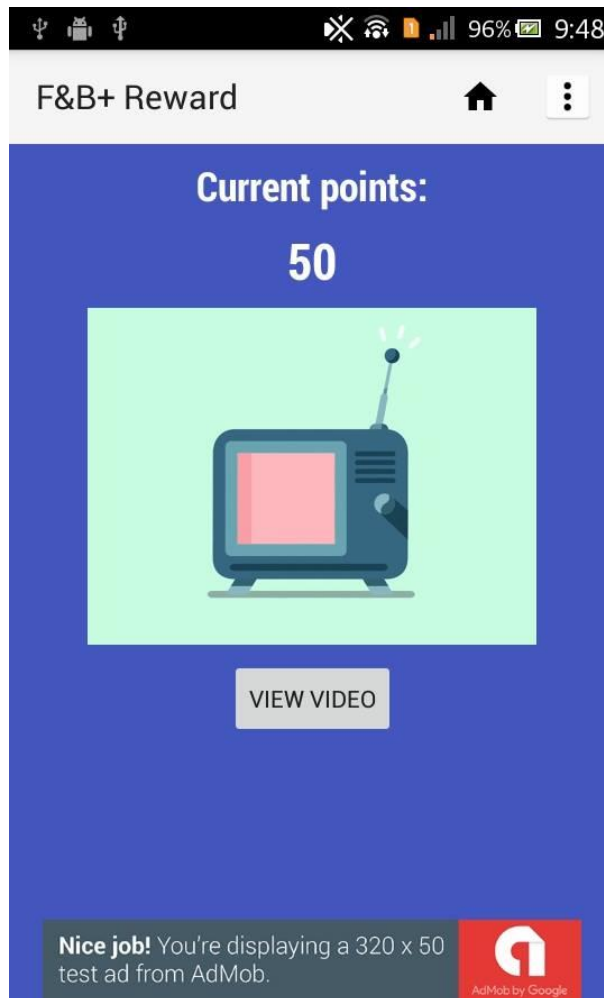 1 96% 9:48
F&B+ Reward
Current points:
50
VIEW VIDEO
Nice job! You're displaying a 320 x 50
test ad from AdMob.
AdMob by Google